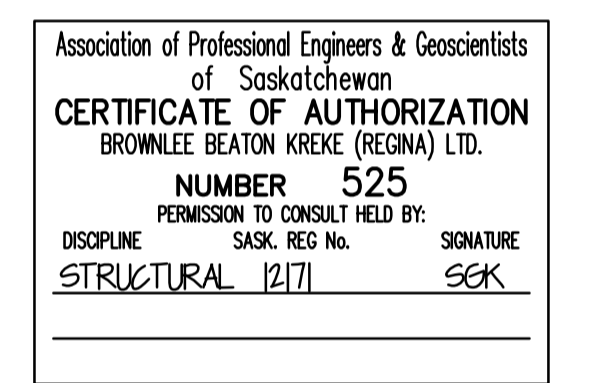 Association of Professional Engineers & Geoscientists
of Saskatchewan
CERTIFICATE OF AUTHORIZATION
BROWNLEE BEATON KREKE (REGINA) LTD.
NUMBER 525
PERMISSION TO CONSULT HELD BY:
DISCIPLINE SASK. REG No. SIGNATURE
STRUCTURAL 12171 SGK